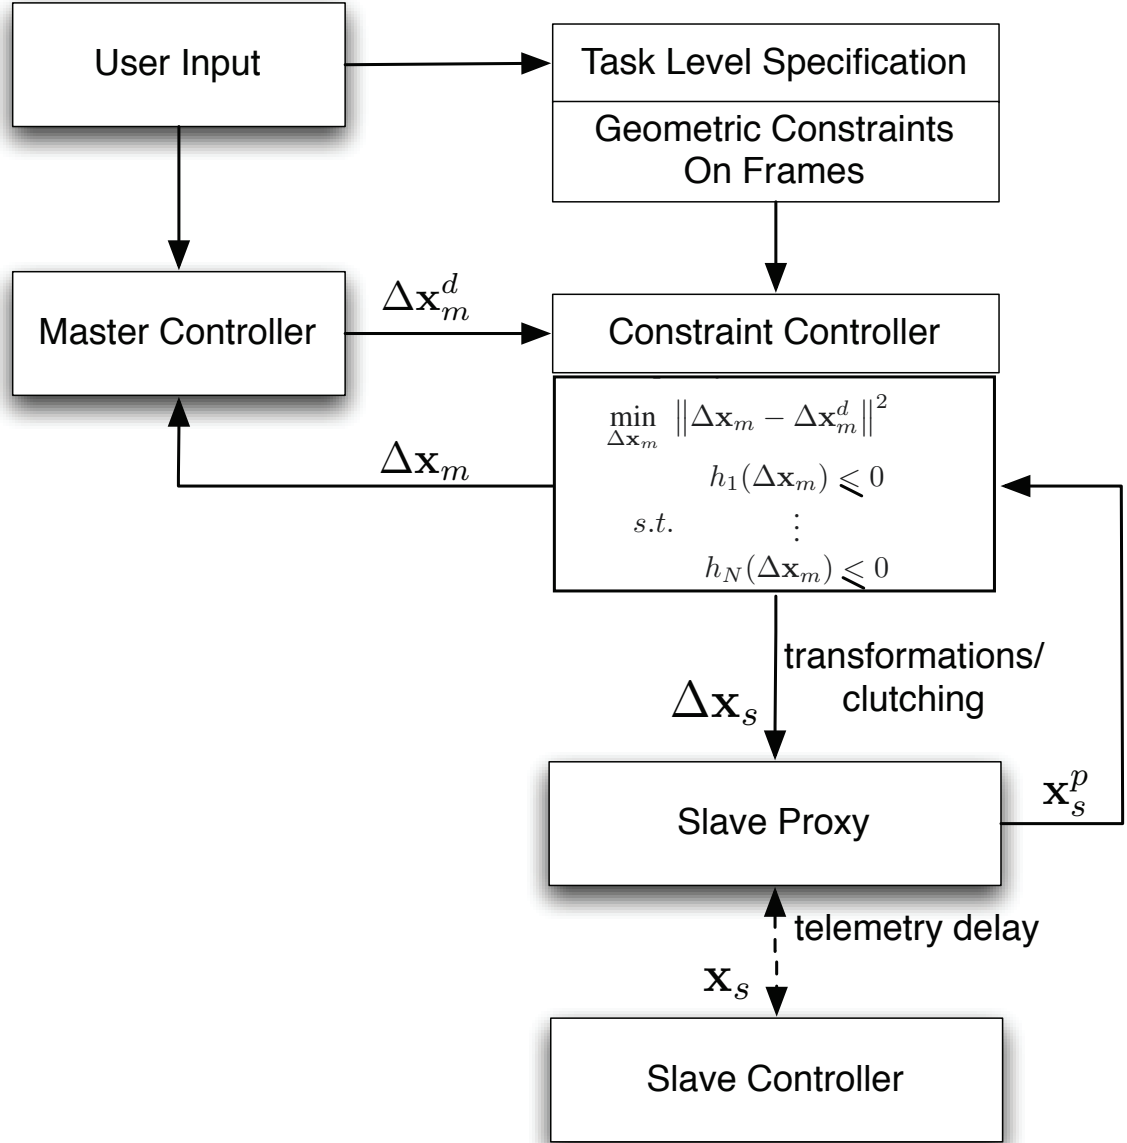 User Input
Task Level Specification
Geometric Constraints
On Frames
Master Controller
Δx_m^d
Constraint Controller
min_{Δx_m} ‖Δx_m − Δx_m^d‖^2
h_1(Δx_m) ⩽ 0
s.t. ⋮
h_N(Δx_m) ⩽ 0
Δx_m
transformations/
clutching
Δx_s
Slave Proxy
x_s^p
telemetry delay
x_s
Slave Controller